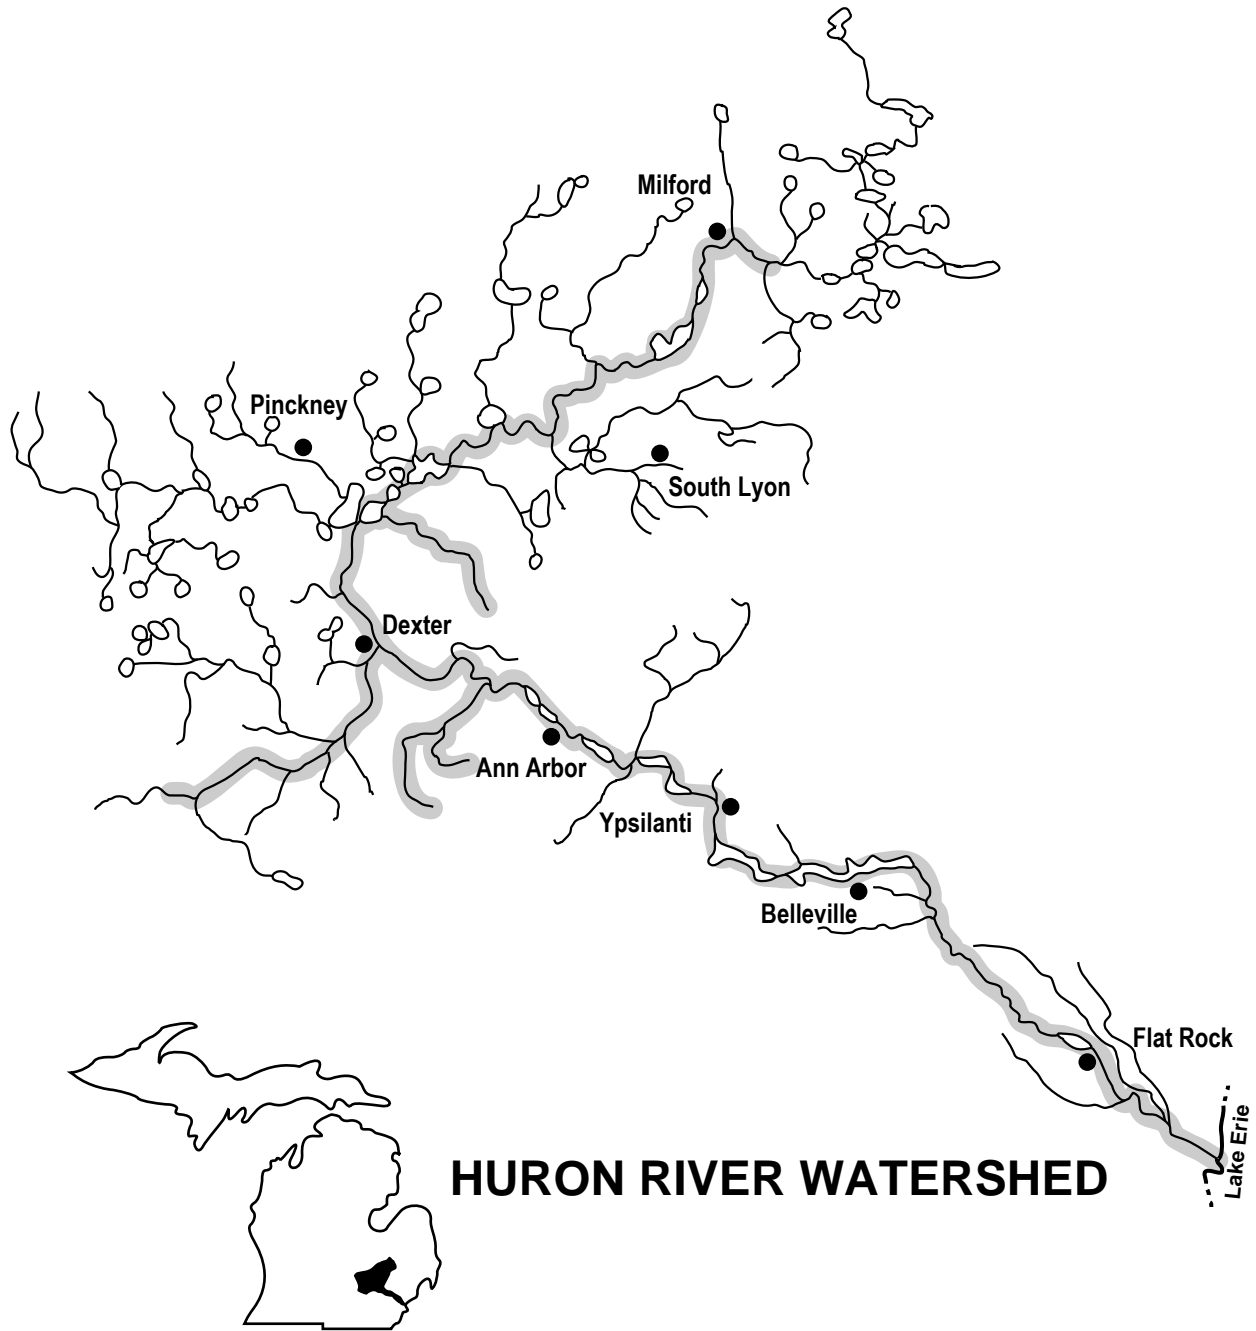 Milford
Pinckney
South Lyon
Dexter
Ann Arbor
Ypsilanti
Belleville
Flat Rock
Lake Erie
HURON RIVER WATERSHED